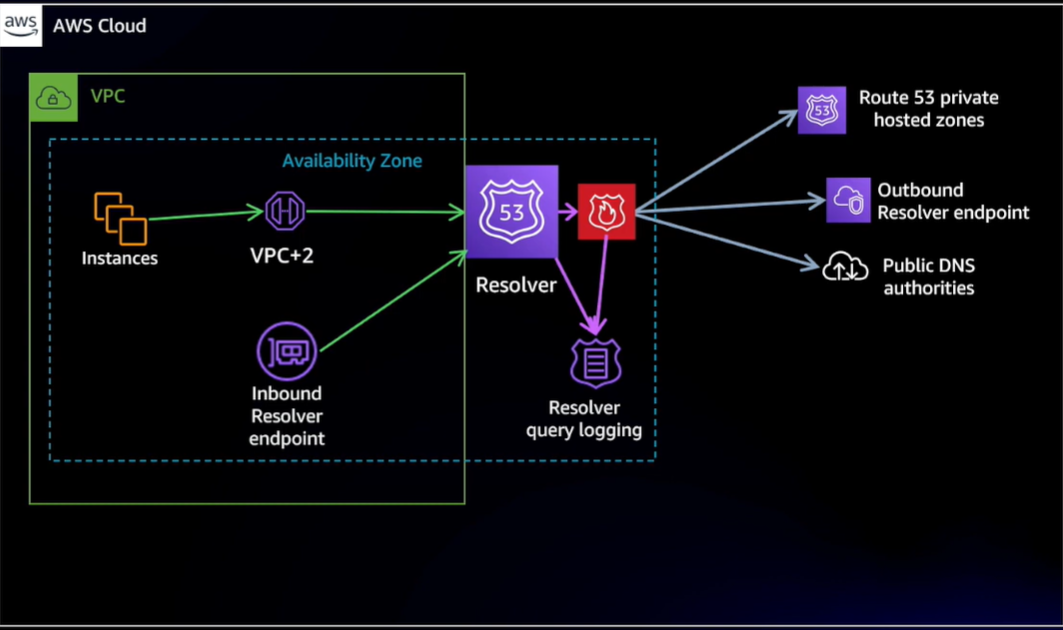 aws
AWS Cloud
VPC
Availability Zone
Instances
VPC+2
53
Resolver
Inbound
Resolver
endpoint
Resolver
query logging
53
Route 53 private
hosted zones
Outbound
Resolver endpoint
Public DNS
authorities